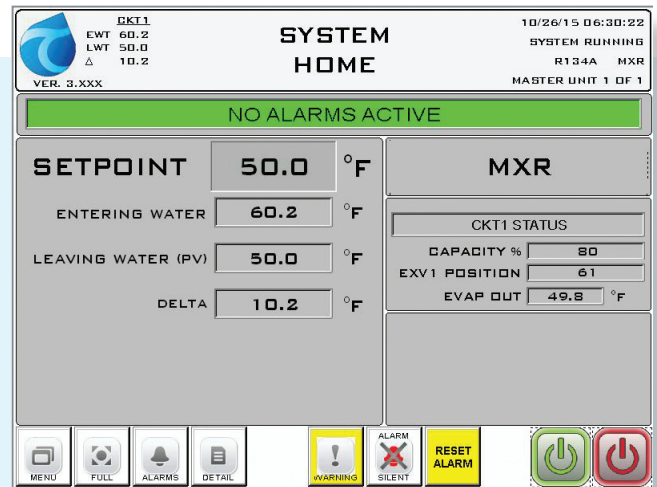 CKT1
EWT 60.2
LWT 50.0
Δ 10.2
VER. 3.XXX
SYSTEM
HOME
10/26/15 06:30:22
SYSTEM RUNNING
R134A MXR
MASTER UNIT 1 OF 1
NO ALARMS ACTIVE
SETPOINT 50.0 °F
ENTERING WATER 60.2 °F
LEAVING WATER (PV) 50.0 °F
DELTA 10.2 °F
MXR
CKT1 STATUS
CAPACITY % 80
EXV1 POSITION 61
EVAP OUT 49.8 °F
MENU
FULL
ALARMS
DETAIL
!
WARNING
ALARM
SILENT
RESET
ALARM